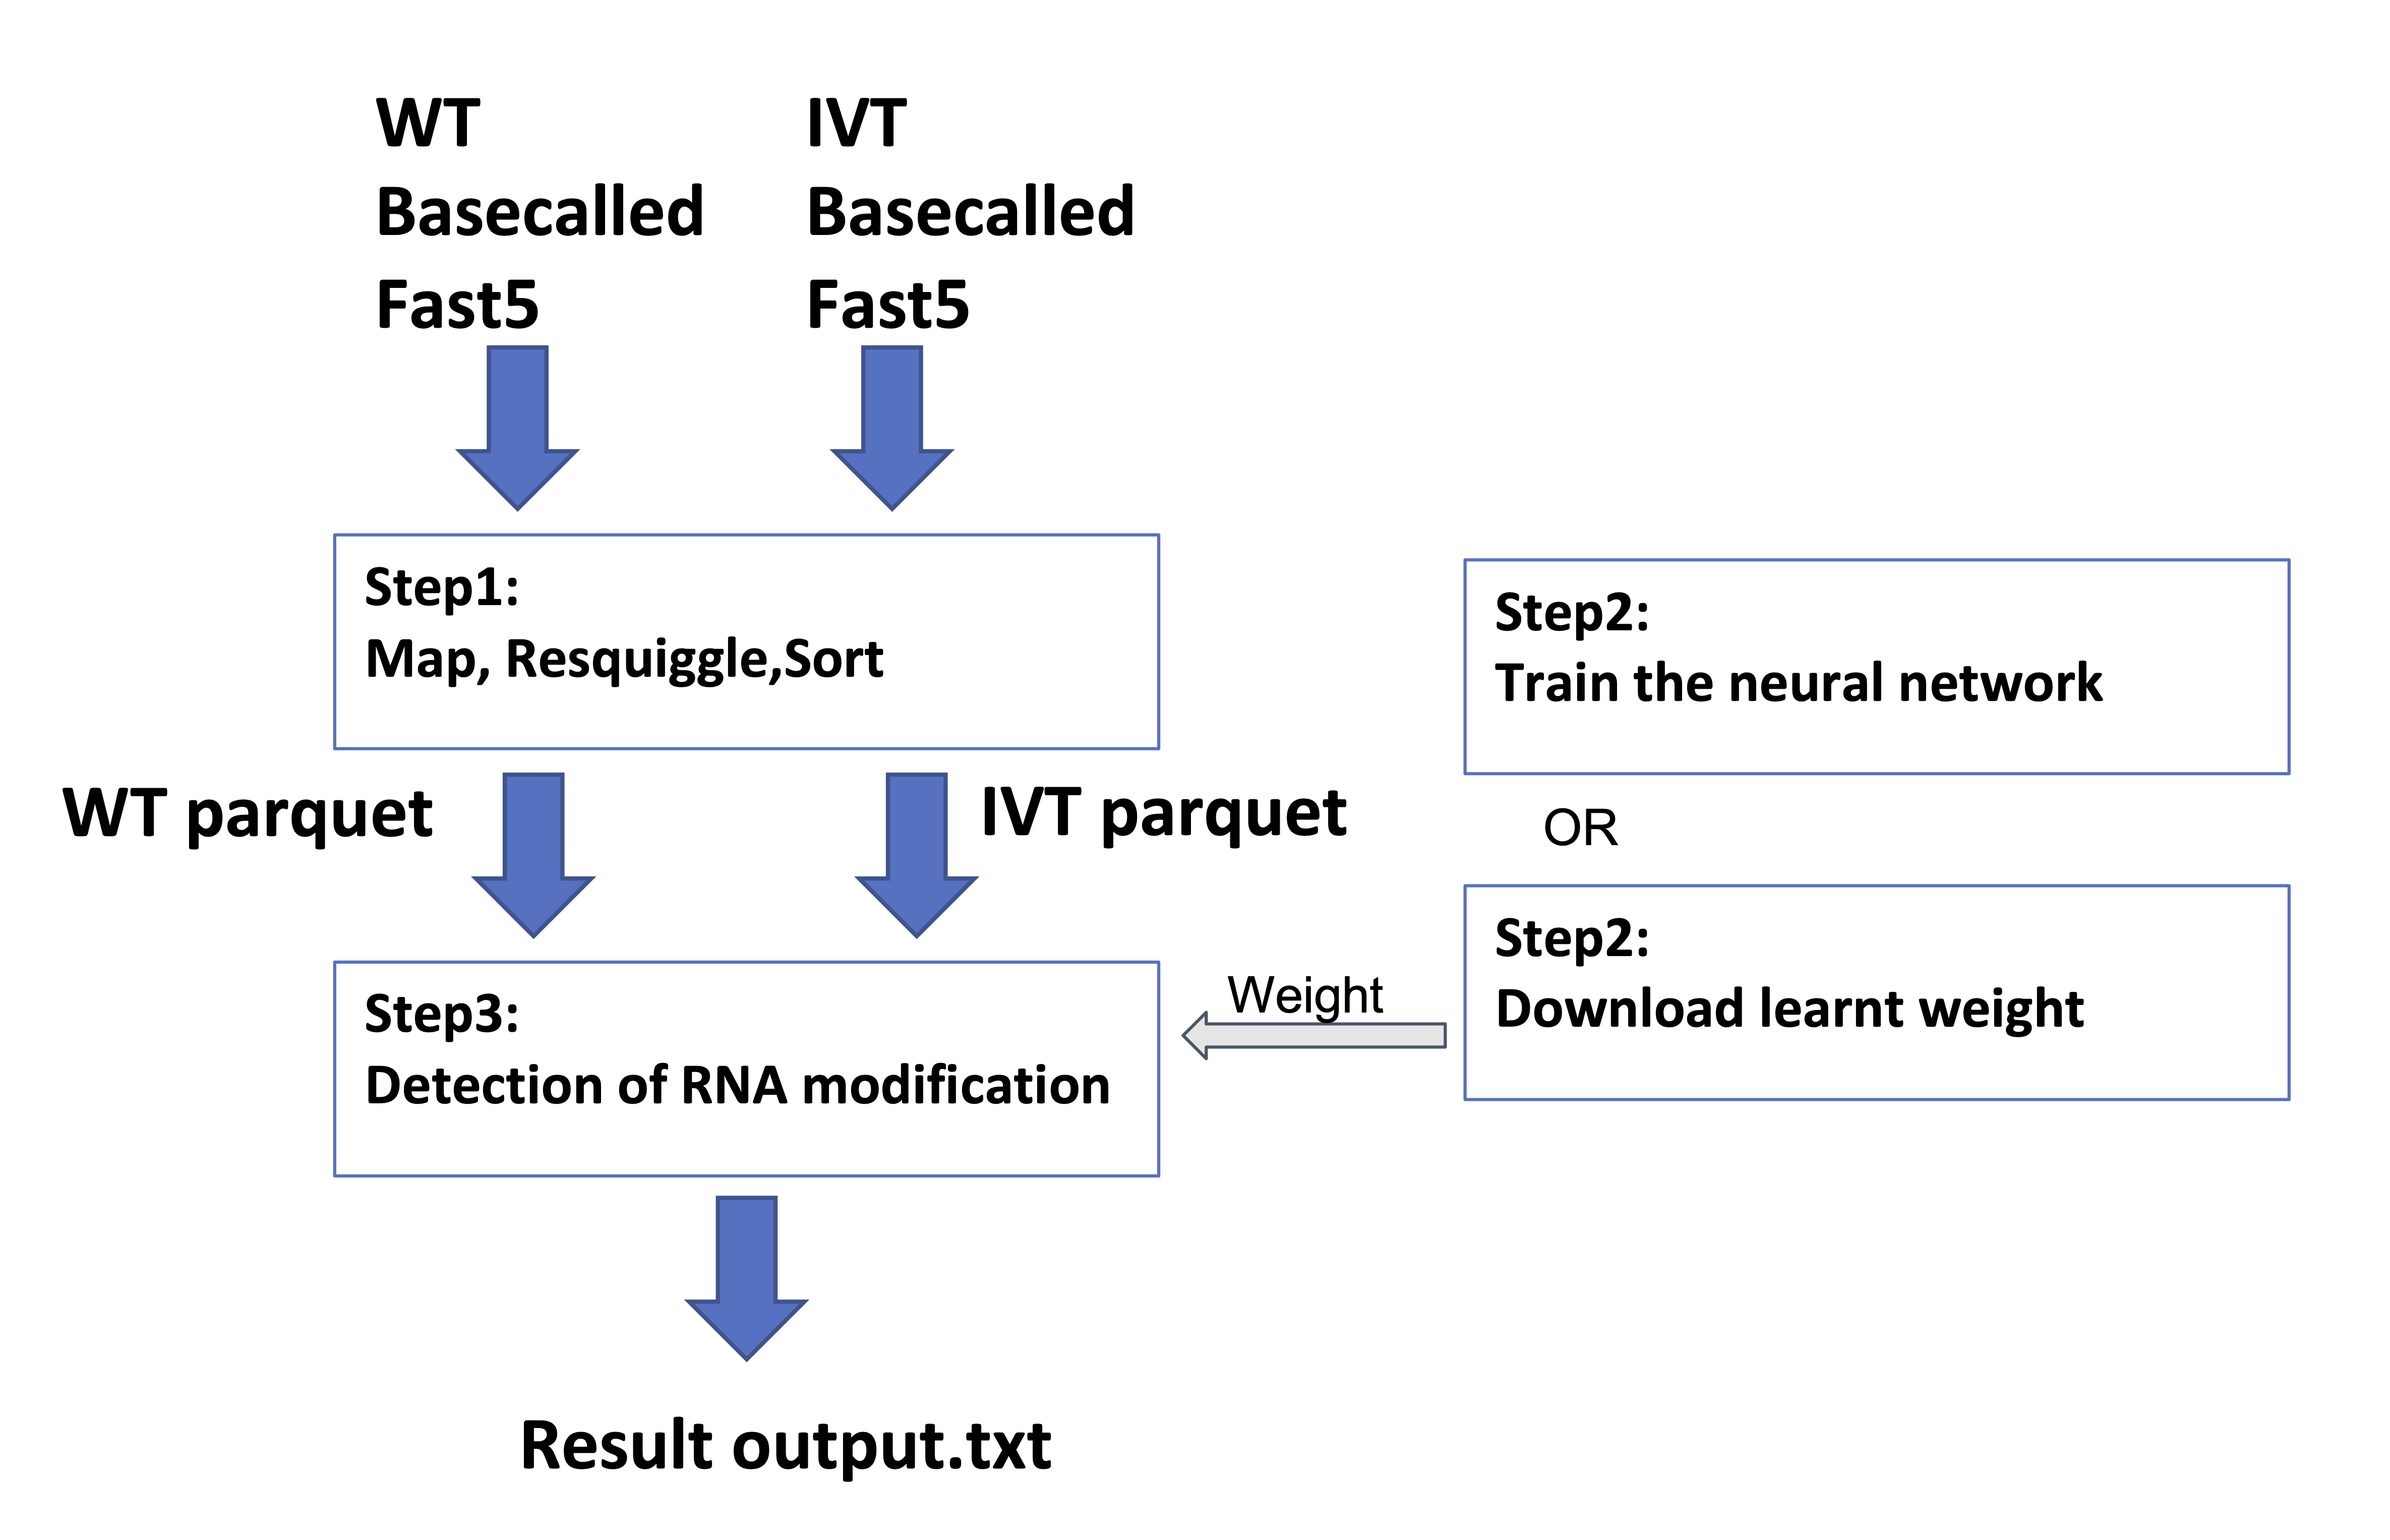 WT
Basecalled
Fast5
IVT
Basecalled
Fast5
Step1:
Map, Resquiggle,Sort
Step2:
Train the neural network
WT parquet
IVT parquet
OR
Step2:
Download learnt weight
Weight
Step3:
Detection of RNA modification
Result output.txt